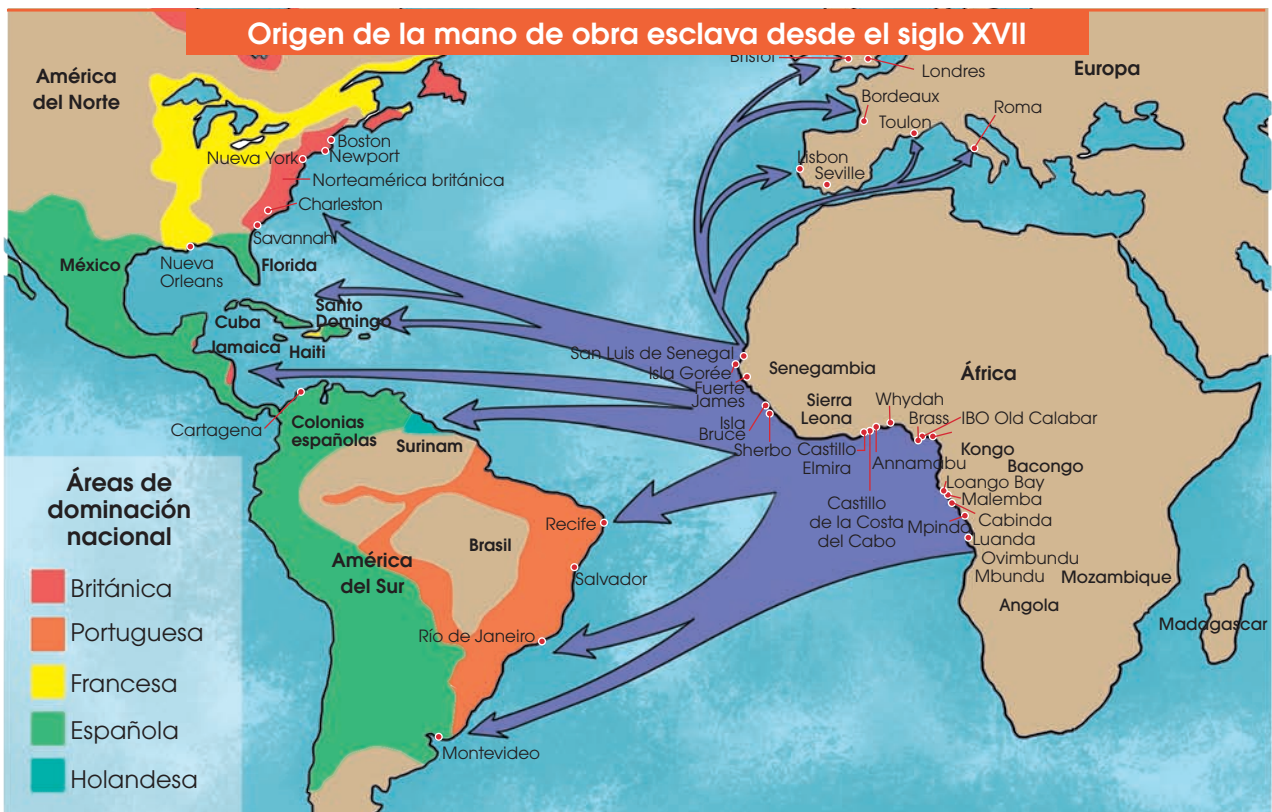 Origen de la mano de obra esclava desde el siglo XVII
América
del Norte
Bristol
Londres
Europa
Bordeaux
Toulon
Roma
Lisbon
Seville
Boston
Nueva York
Newport
Norteamérica británica
Charleston
Savannah
México
Nueva
Orleans
Florida
Cuba
Santo
Domingo
Jamaica
Haiti
Cartagena
Colonias
españolas
Surinam
San Luis de Senegal
Isla Gorée
Fuerte
James
Isla
Bruce
Sherbo
Senegambia
África
Sierra
Leona
Whydah
Brass
IBO Old Calabar
Castillo
Elmira
Annamabu
Kongo
Bacongo
Loango Bay
Malemba
Castillo
de la Costa
del Cabo
Cabinda
Mpinda
Luanda
Ovimbundu
Mbundu
Mozambique
Angola
Madagascar
Recife
Brasil
América
del Sur
Salvador
Río de Janeiro
Montevideo
Áreas de
dominación
nacional
Británica
Portuguesa
Francesa
Española
Holandesa